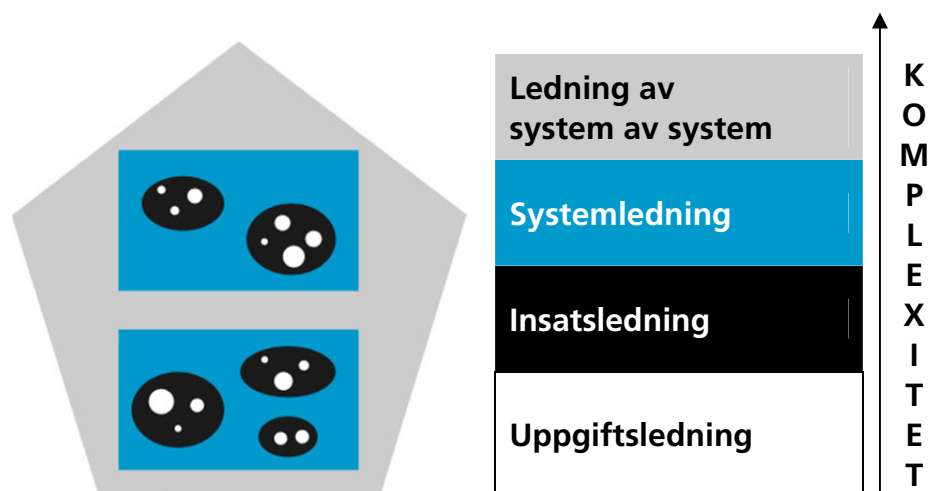 Ledning av
system av system
Systemledning
Insatsledning
Uppgiftsledning
K
O
M
P
L
E
X
I
T
E
T